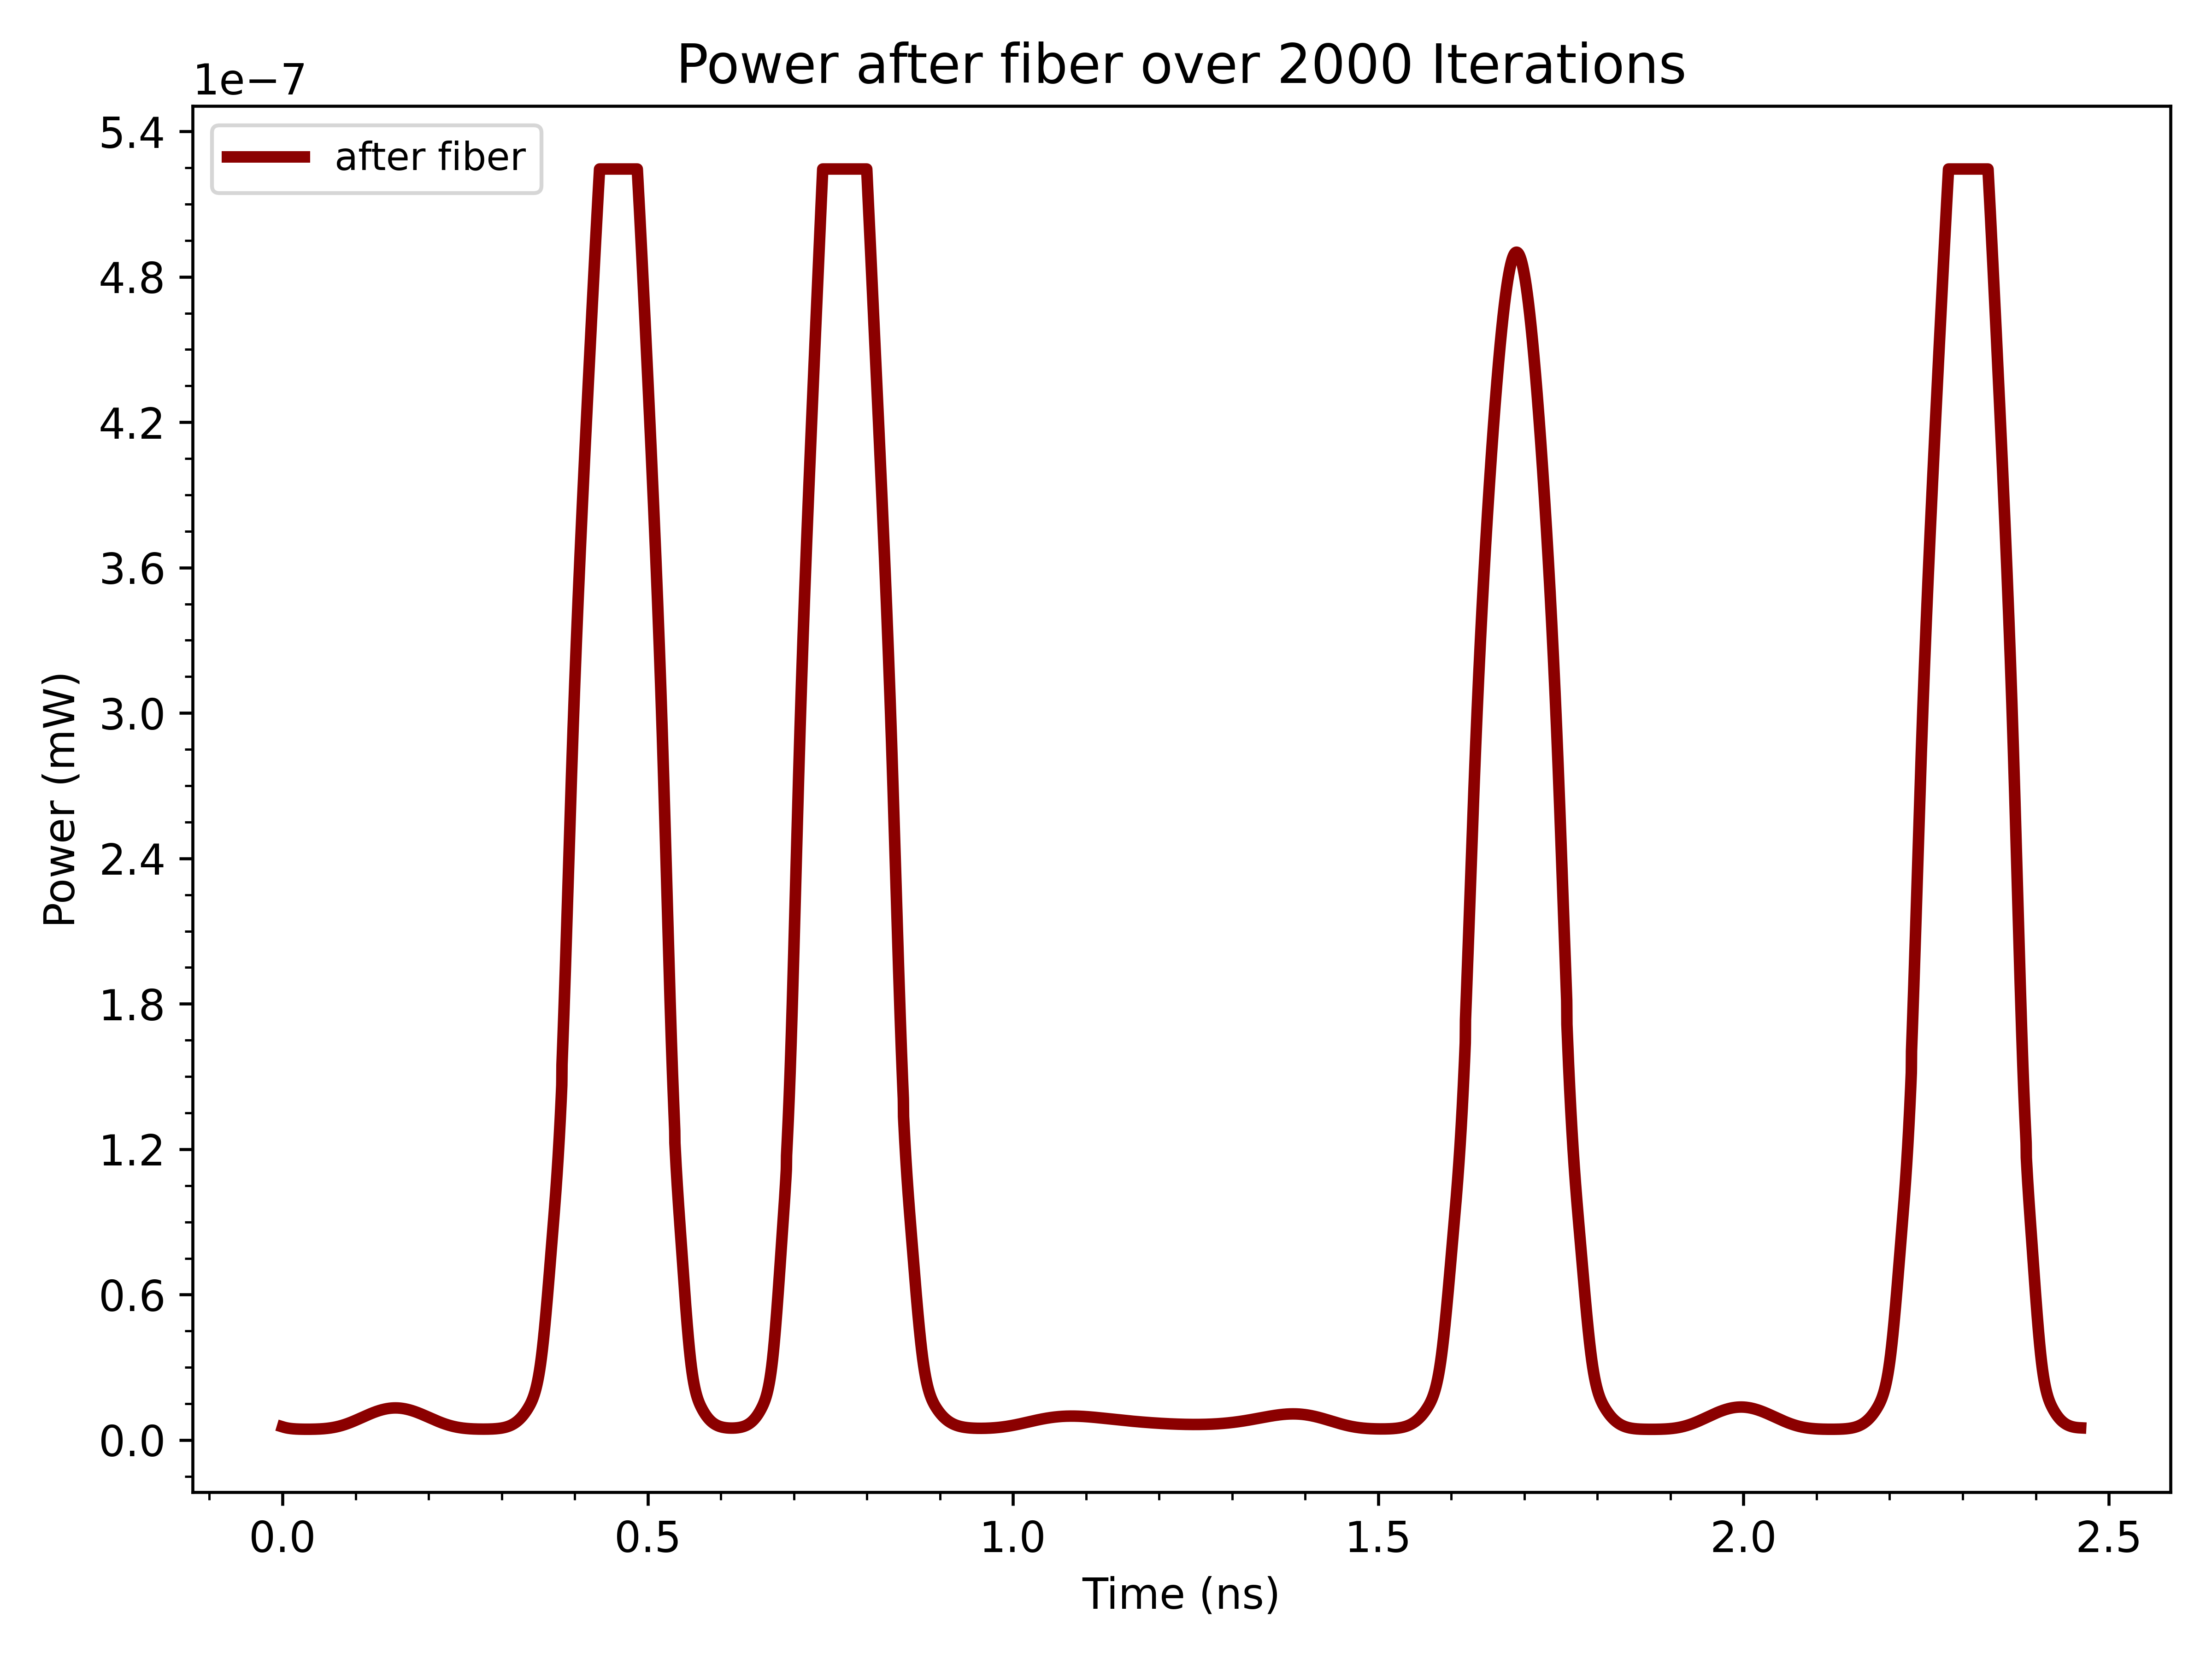 Power after fiber over 2000 Iterations
1e−7
after fiber
5.4
4.8
4.2
3.6
3.0
2.4
1.8
1.2
0.6
0.0
Power (mW)
0.0 0.5 1.0 1.5 2.0 2.5
Time (ns)